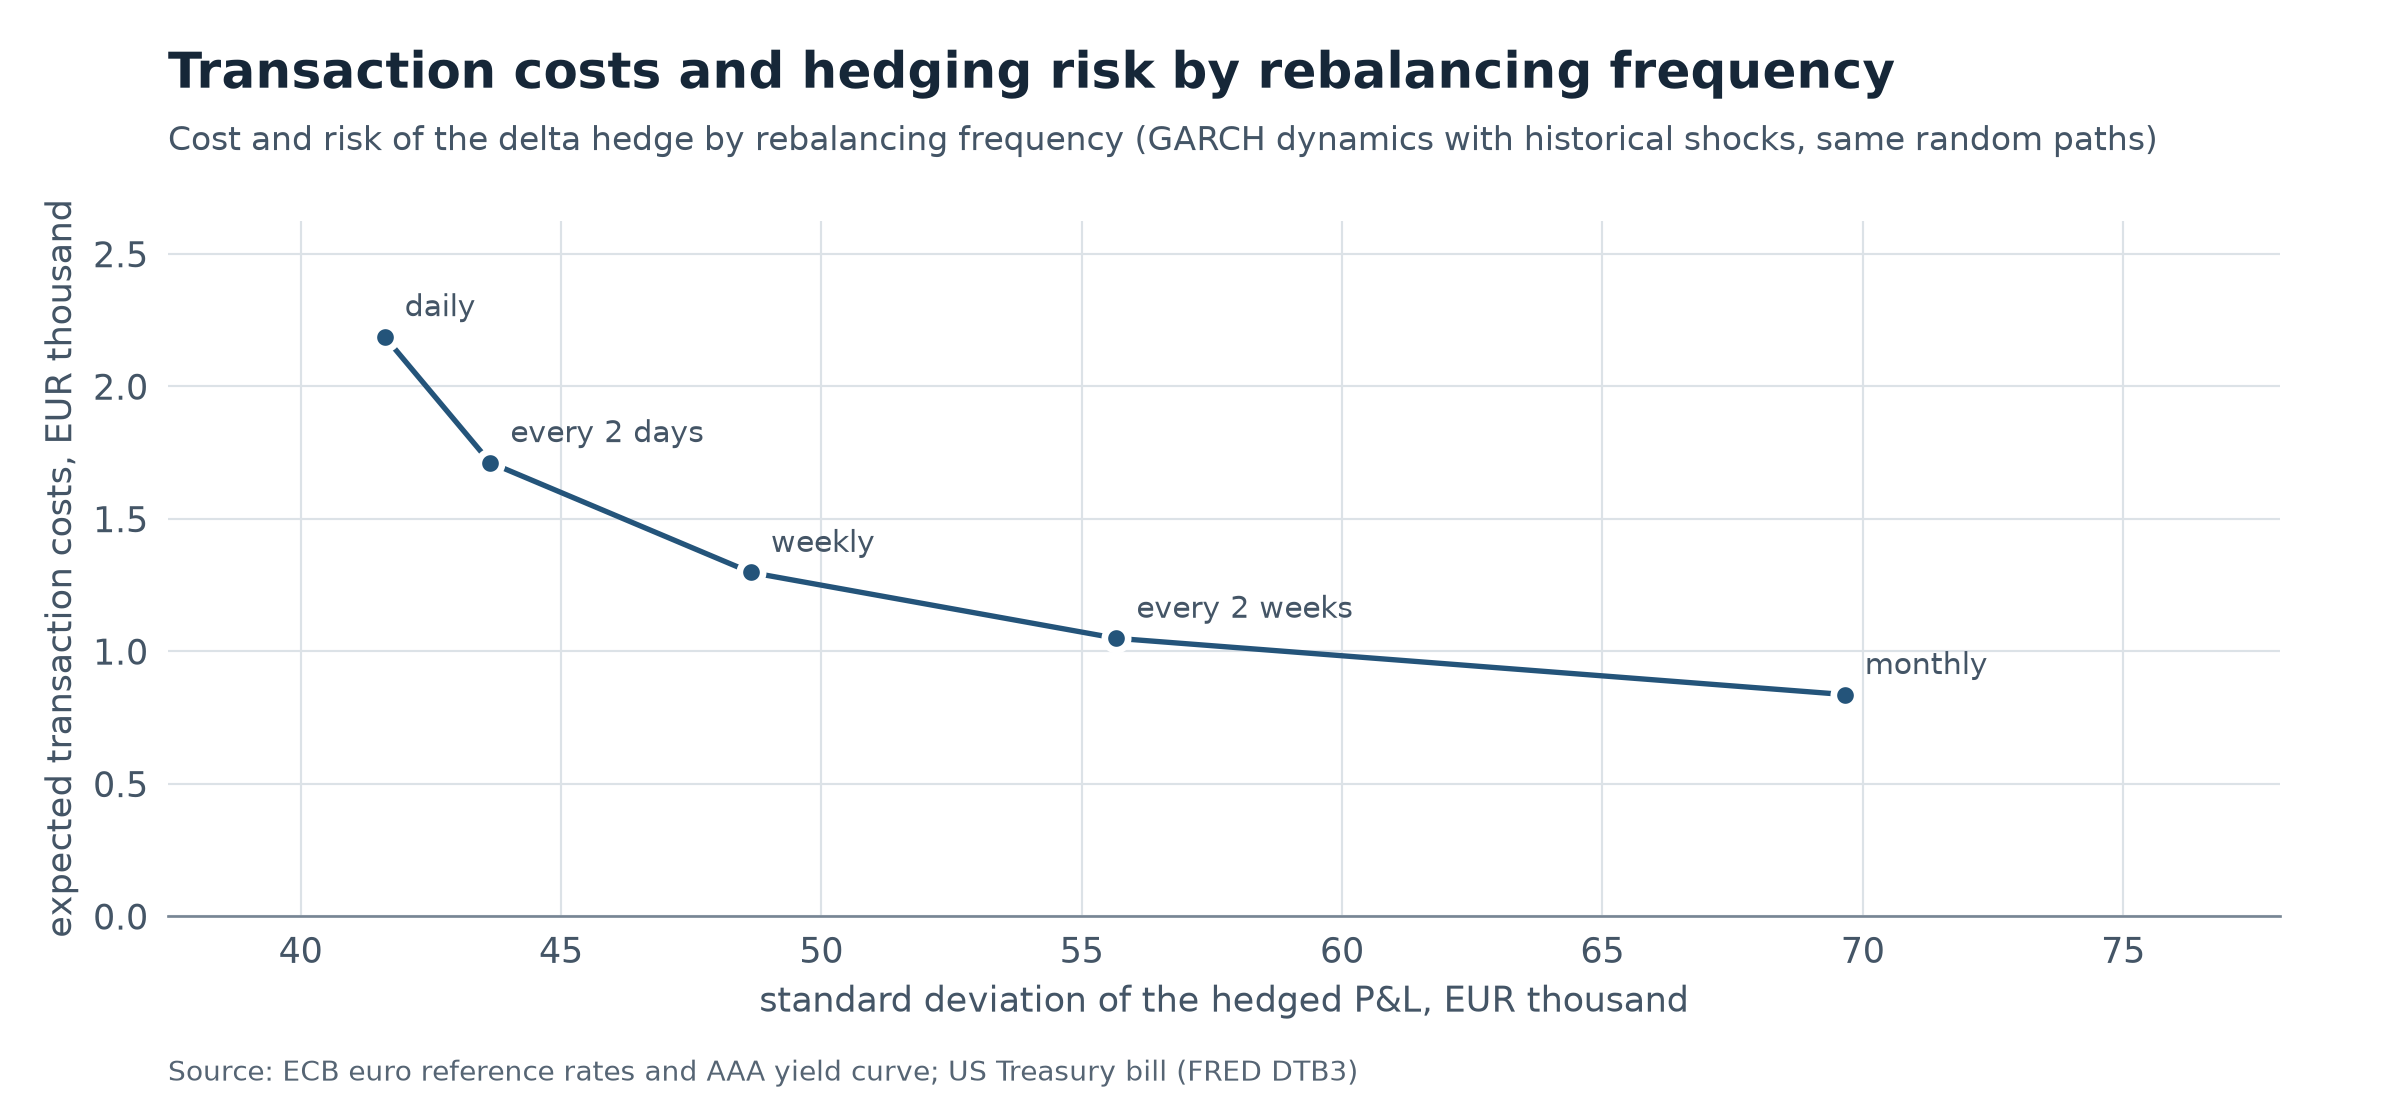 Transaction costs and hedging risk by rebalancing frequency
Cost and risk of the delta hedge by rebalancing frequency (GARCH dynamics with historical shocks, same random paths)
expected transaction costs, EUR thousand
2.5
2.0
1.5
1.0
0.5
0.0
daily
every 2 days
weekly
every 2 weeks
monthly
40 45 50 55 60 65 70 75
standard deviation of the hedged P&L, EUR thousand
Source: ECB euro reference rates and AAA yield curve; US Treasury bill (FRED DTB3)